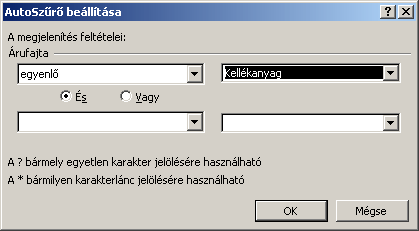 AutoSzűrő beállítása
A megjelenítés feltételei:
Árufajta
egyenlő Kellékanyag
És Vagy
A ? bármely egyetlen karakter jelölésére használható
A * bármilyen karakterlánc jelölésére használható
OK Mégse